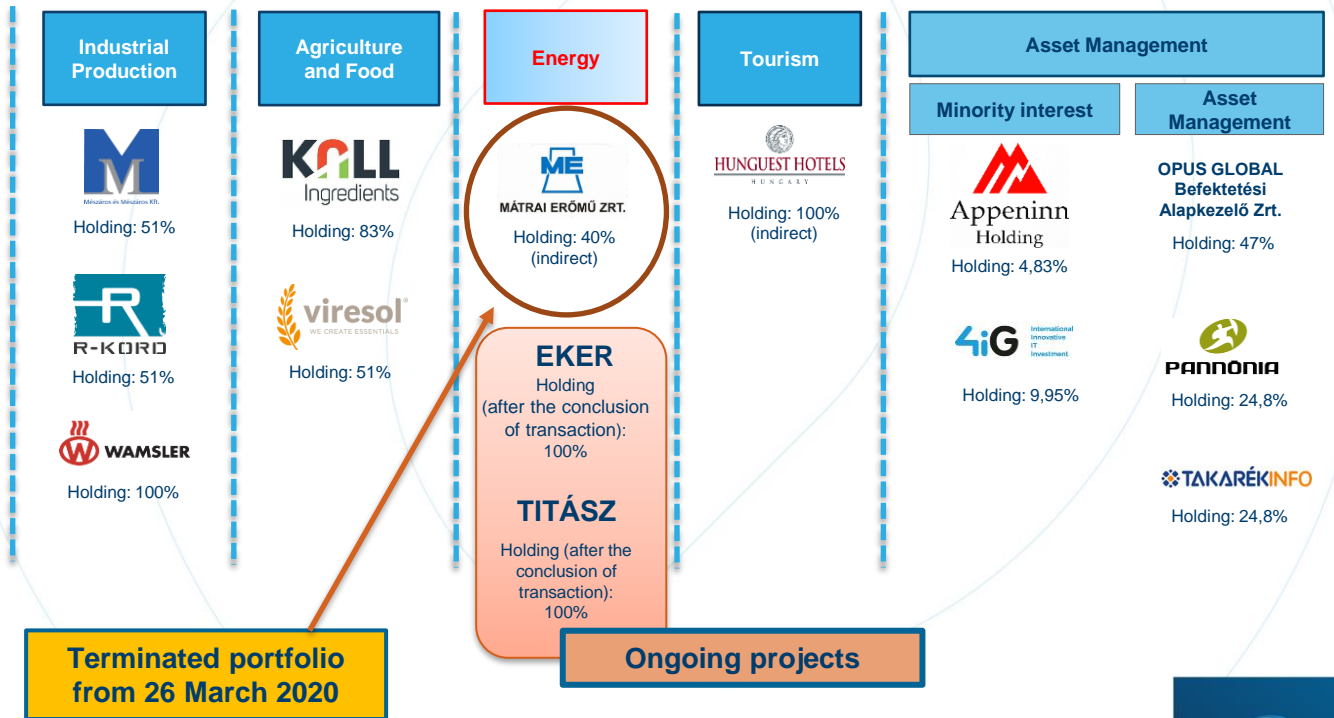 Industrial
Production
M
Mészáros és Mészáros Kft.
Holding: 51%
R
R-KORD
Holding: 51%
W WAMSLER
Holding: 100%
Agriculture
and Food
KALL
Ingredients
Holding: 83%
viresol®
WE CREATE ESSENTIALS
Holding: 51%
Energy
ME
MÁTRAI ERŐMŰ ZRT.
Holding: 40%
(indirect)
EKER
Holding
(after the conclusion
of transaction):
100%
TITÁSZ
Holding (after the
conclusion of
transaction):
100%
Tourism
HUNGUEST HOTELS
HUNGARY
Holding: 100%
(indirect)
Asset Management
Minority interest
Appeninn
Holding
Holding: 4,83%
4iG
International
Innovative
IT
Investment
Holding: 9,95%
Asset
Management
OPUS GLOBAL
Befektetési
Alapkezelő Zrt.
Holding: 47%
PANNÓNIA
Holding: 24,8%
TAKARÉKINFO
Holding: 24,8%
Terminated portfolio
from 26 March 2020
Ongoing projects